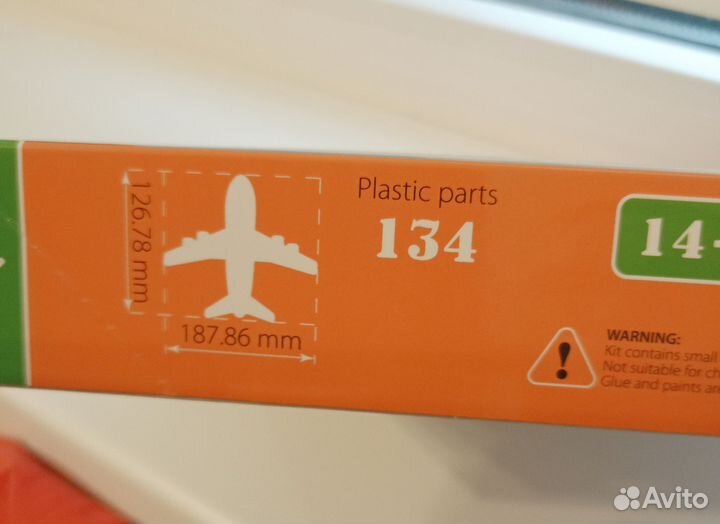 126.78 mm
187.86 mm
Plastic parts
134
14+
WARNING:
Kit contains small
Not suitable for ch
Glue and paints ar
Avito